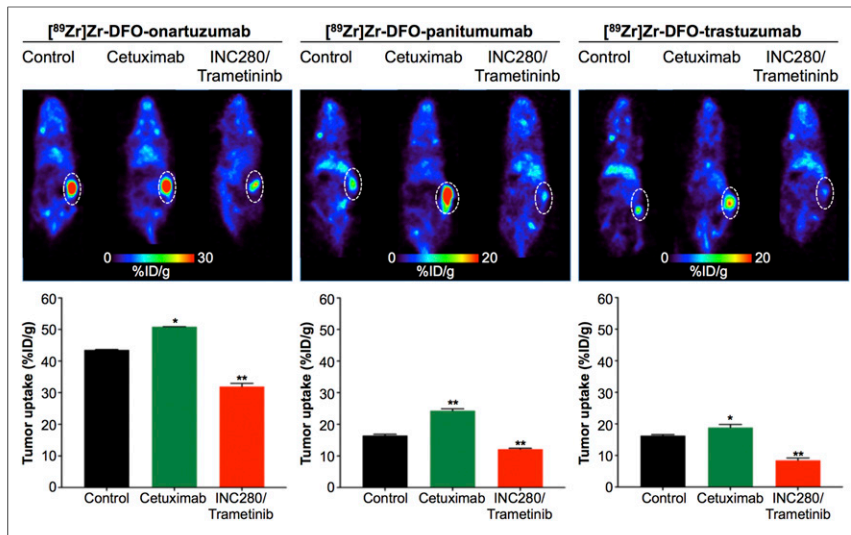 [⁸⁹Zr]Zr-DFO-onartuzumab
Control Cetuximab INC280/
Trametininb
[⁸⁹Zr]Zr-DFO-panitumumab
Control Cetuximab INC280/
Trametininb
[⁸⁹Zr]Zr-DFO-trastuzumab
Control Cetuximab INC280/
Trametininb
0 30
%ID/g
0 20
%ID/g
0 20
%ID/g
Tumor uptake (%ID/g)
60
50
40
30
20
10
0
*
**
Control Cetuximab INC280/
Trametinib
Tumor uptake (%ID/g)
60
50
40
30
20
10
0
**
**
Control Cetuximab INC280/
Trametinib
Tumor uptake (%ID/g)
60
50
40
30
20
10
0
*
**
Control Cetuximab INC280/
Trametinib